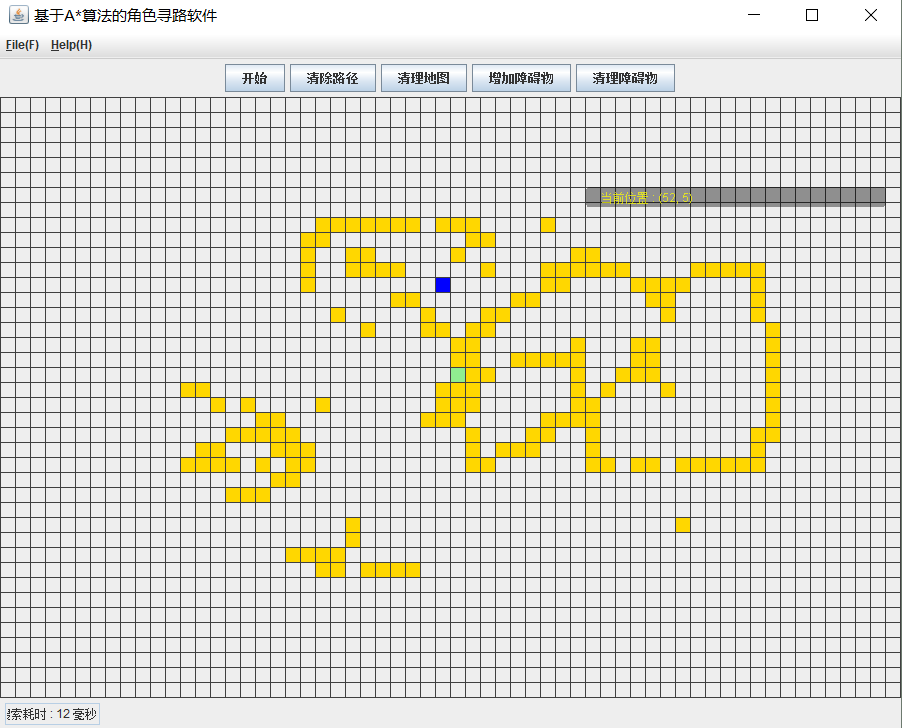 基于A*算法的角色寻路软件
File(F) Help(H)
开始 清除路径 清理地图 增加障碍物 清理障碍物
当前位置 : (52, 5)
搜索耗时 : 12 毫秒